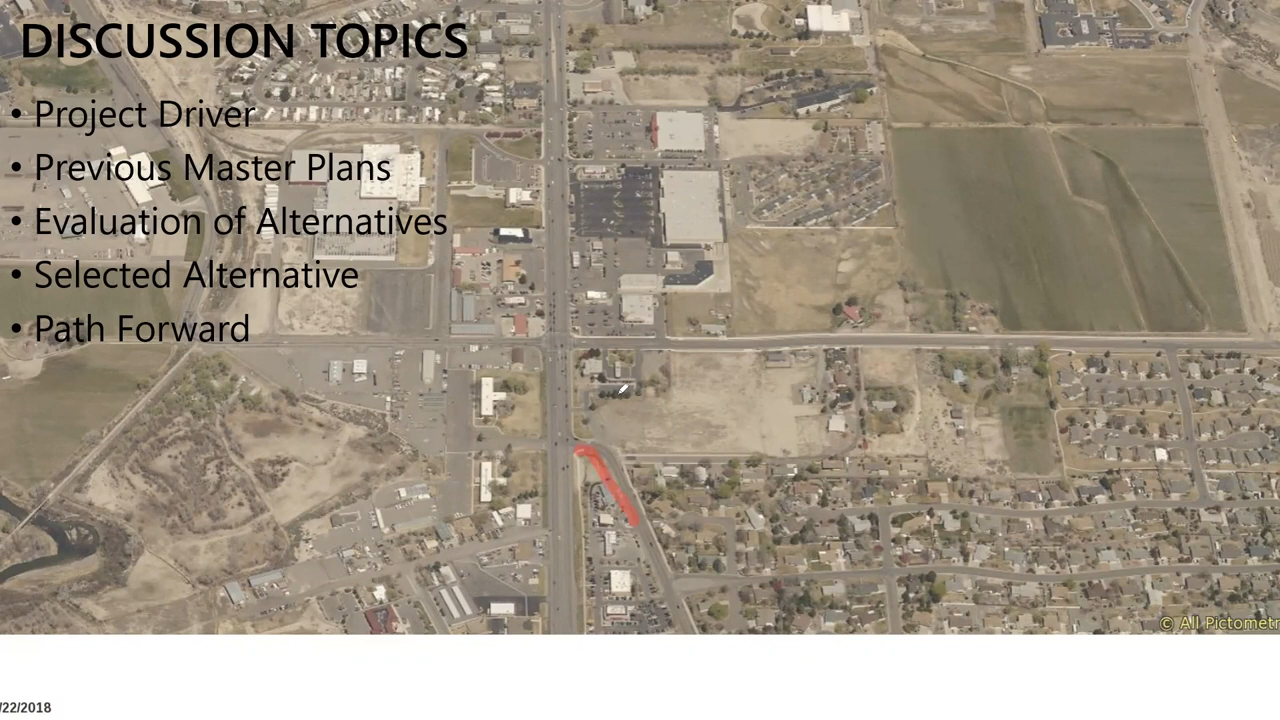 DISCUSSION TOPICS
• Project Driver
• Previous Master Plans
• Evaluation of Alternatives
• Selected Alternative
• Path Forward
© All Pictometr
/22/2018